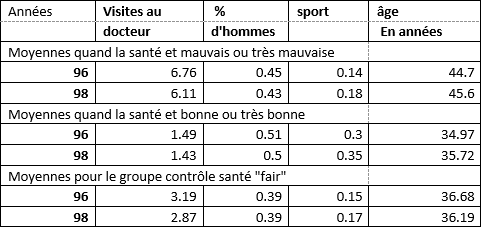 Années Visites au docteur % d'hommes sport âge En années
Moyennes quand la santé et mauvais ou très mauvaise
96 6.76 0.45 0.14 44.7
98 6.11 0.43 0.18 45.6
Moyennes quand la santé et bonne ou très bonne
96 1.49 0.51 0.3 34.97
98 1.43 0.5 0.35 35.72
Moyennes pour le groupe contrôle santé "fair"
96 3.19 0.39 0.15 36.68
98 2.87 0.39 0.17 36.19